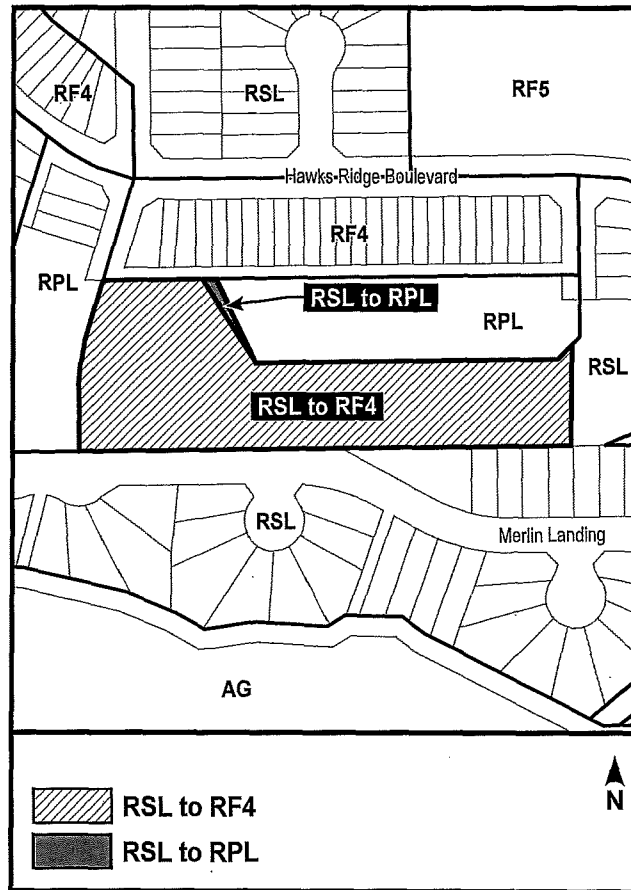 RF4
RSL
RF5
Hawks Ridge Boulevard
RF4
RPL
RSL to RPL
RPL
RSL
RSL to RF4
RSL
Merlin Landing
AG
N
RSL to RF4
RSL to RPL